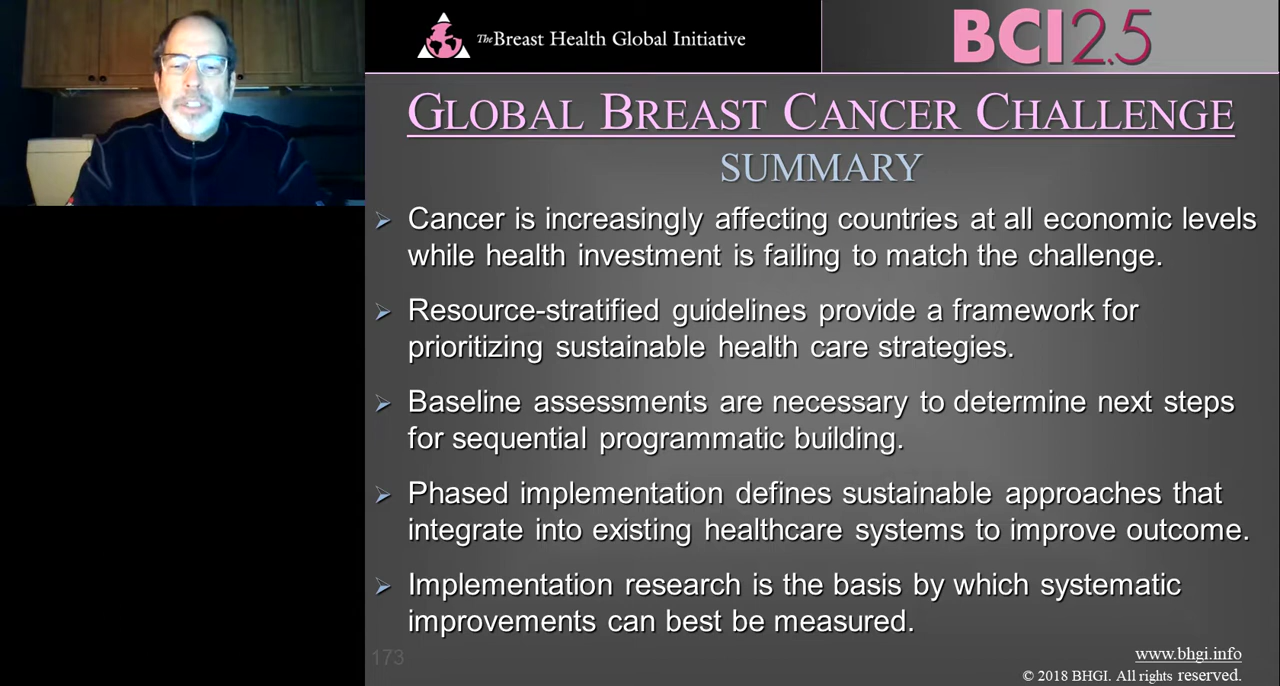 The Breast Health Global Initiative
BCI2.5
GLOBAL BREAST CANCER CHALLENGE
SUMMARY
➢ Cancer is increasingly affecting countries at all economic levels
while health investment is failing to match the challenge.
➢ Resource-stratified guidelines provide a framework for
prioritizing sustainable health care strategies.
➢ Baseline assessments are necessary to determine next steps
for sequential programmatic building.
➢ Phased implementation defines sustainable approaches that
integrate into existing healthcare systems to improve outcome.
➢ Implementation research is the basis by which systematic
improvements can best be measured.
173
www.bhgi.info
© 2018 BHGI. All rights reserved.